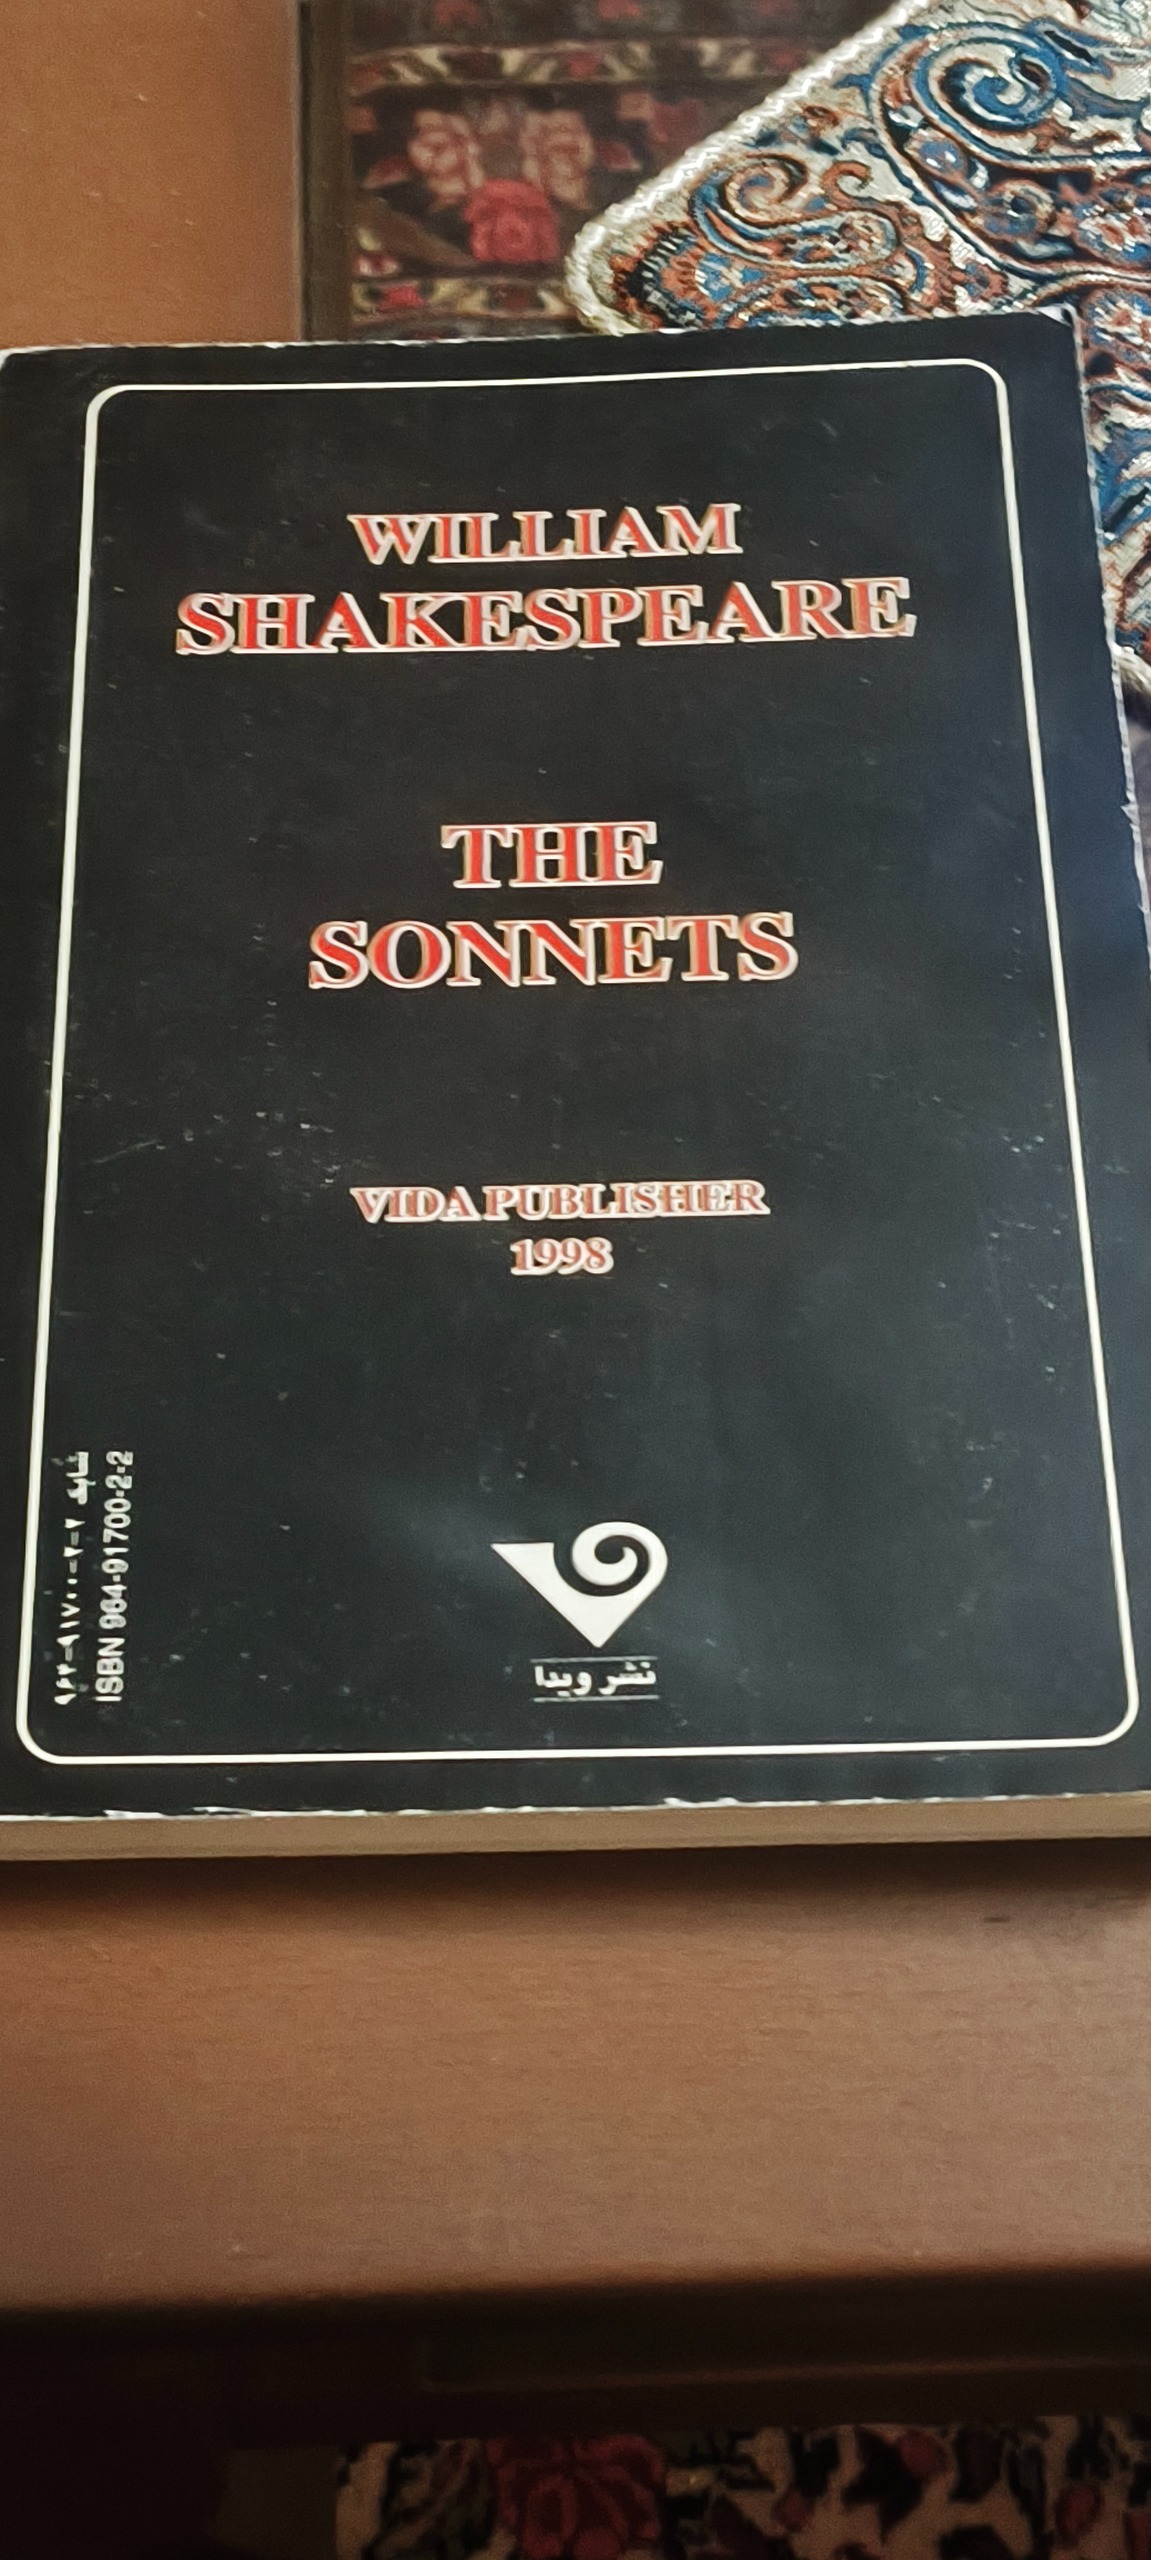 WILLIAM
SHAKESPEARE
THE
SONNETS
VIDA PUBLISHER
1998
شابک ۲-۲-۹۱۷۰۰-۹۶۴
ISBN 964-91700-2-2
نشر ویدا